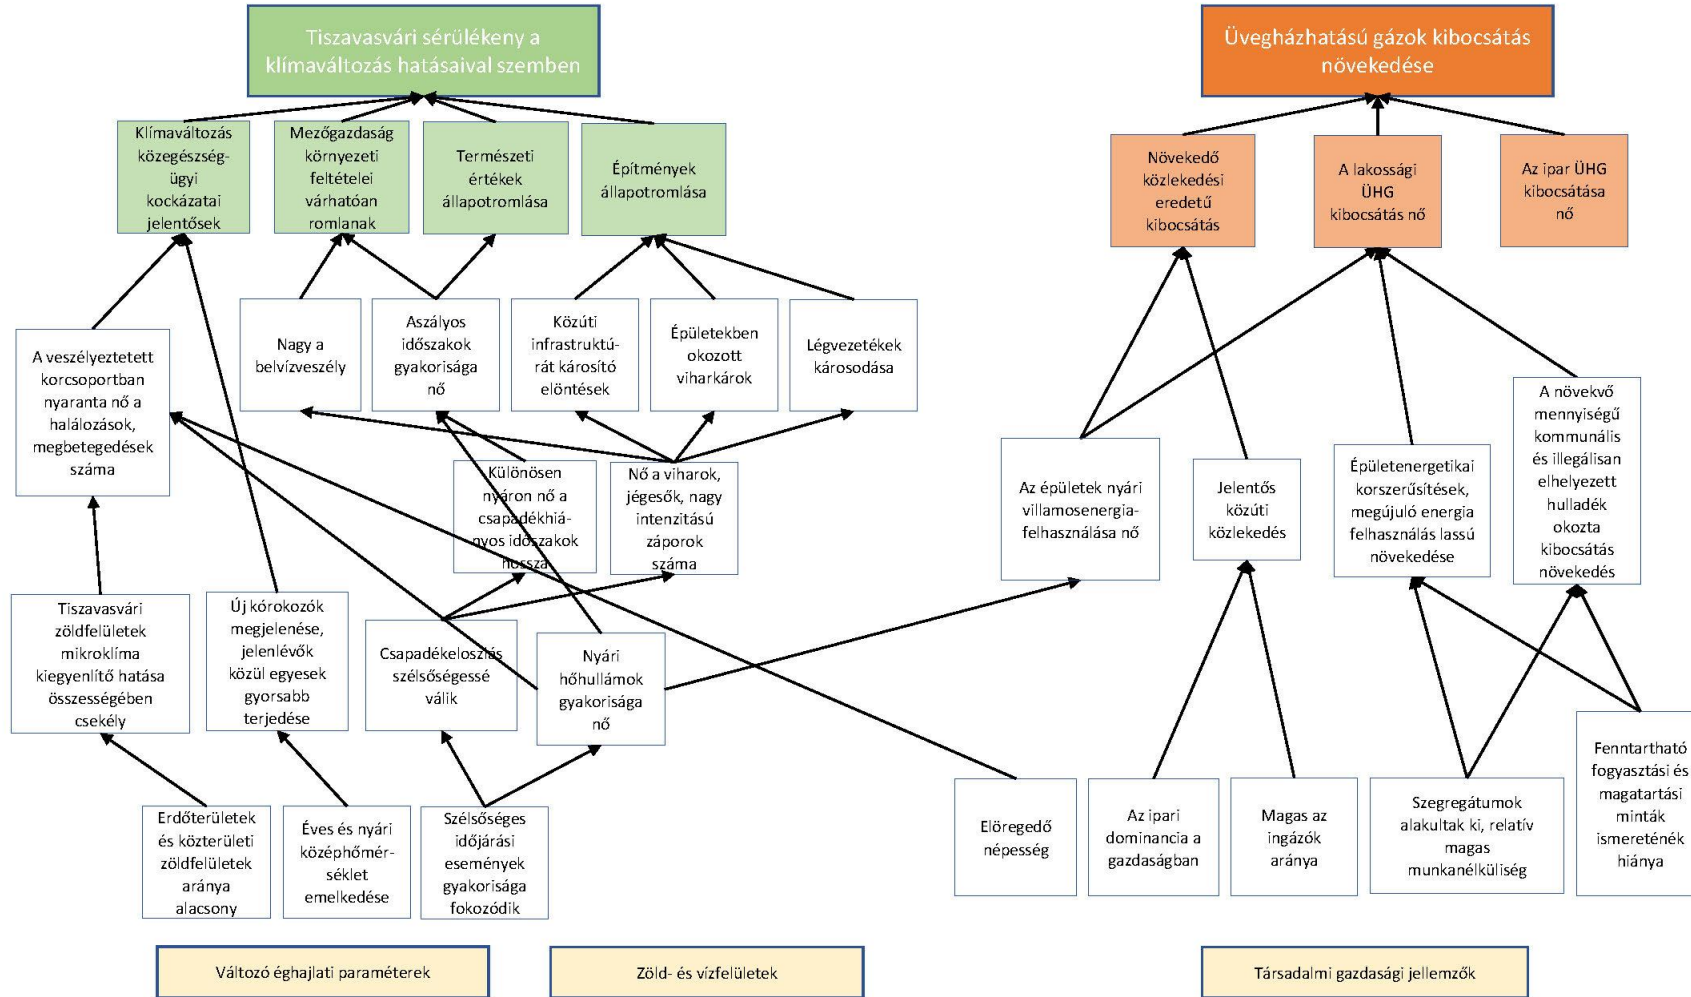 Tiszavasvári sérülékeny a
klímaváltozás hatásaival szemben
Üvegházhatású gázok kibocsátás
növekedése
Klímaváltozás
közegészség-
ügyi
kockázatai
jelentősek
Mezőgazdaság
környezeti
feltételei
várhatóan
romlanak
Természeti
értékek
állapotromlása
Építmények
állapotromlása
Növekedő
közlekedési
eredetű
kibocsátás
A lakossági
ÜHG
kibocsátás nő
Az ipar ÜHG
kibocsátása
nő
A veszélyeztetett
korcsoportban
nyaranta nő a
halálozások,
megbetegedések
száma
Nagy a
belvízveszély
Aszályos
időszakok
gyakorisága
nő
Közúti
infrastruktú-
rát károsító
elöntések
Épületekben
okozott
viharkárok
Légvezetékek
károsodása
Különösen
nyáron nő a
csapadékhiá-
nyos időszakok
hossza
Nő a viharok,
jégesők, nagy
intenzitású
záporok
száma
Az épületek nyári
villamosenergia-
felhasználása nő
Jelentős
közúti
közlekedés
Épületenergetikai
korszerűsítések,
megújuló energia
felhasználás lassú
növekedése
A növekvő
mennyiségű
kommunális
és illegálisan
elhelyezett
hulladék
okozta
kibocsátás
növekedés
Tiszavasvári
zöldfelületek
mikroklíma
kiegyenlítő hatása
összességében
csekély
Új kórokozók
megjelenése,
jelenlévők
közül egyesek
gyorsabb
terjedése
Csapadékeloszlás
szélsőségessé
válik
Nyári
hőhullámok
gyakorisága
nő
Erdőterületek
és közterületi
zöldfelületek
aránya
alacsony
Éves és nyári
középhőmér-
séklet
emelkedése
Szélsőséges
időjárási
események
gyakorisága
fokozódik
Elöregedő
népesség
Az ipari
dominancia a
gazdaságban
Magas az
ingázók
aránya
Szegregátumok
alakultak ki, relatív
magas
munkanélküliség
Fenntartható
fogyasztási és
magatartási
minták
ismeretének
hiánya
Változó éghajlati paraméterek
Zöld- és vízfelületek
Társadalmi gazdasági jellemzők